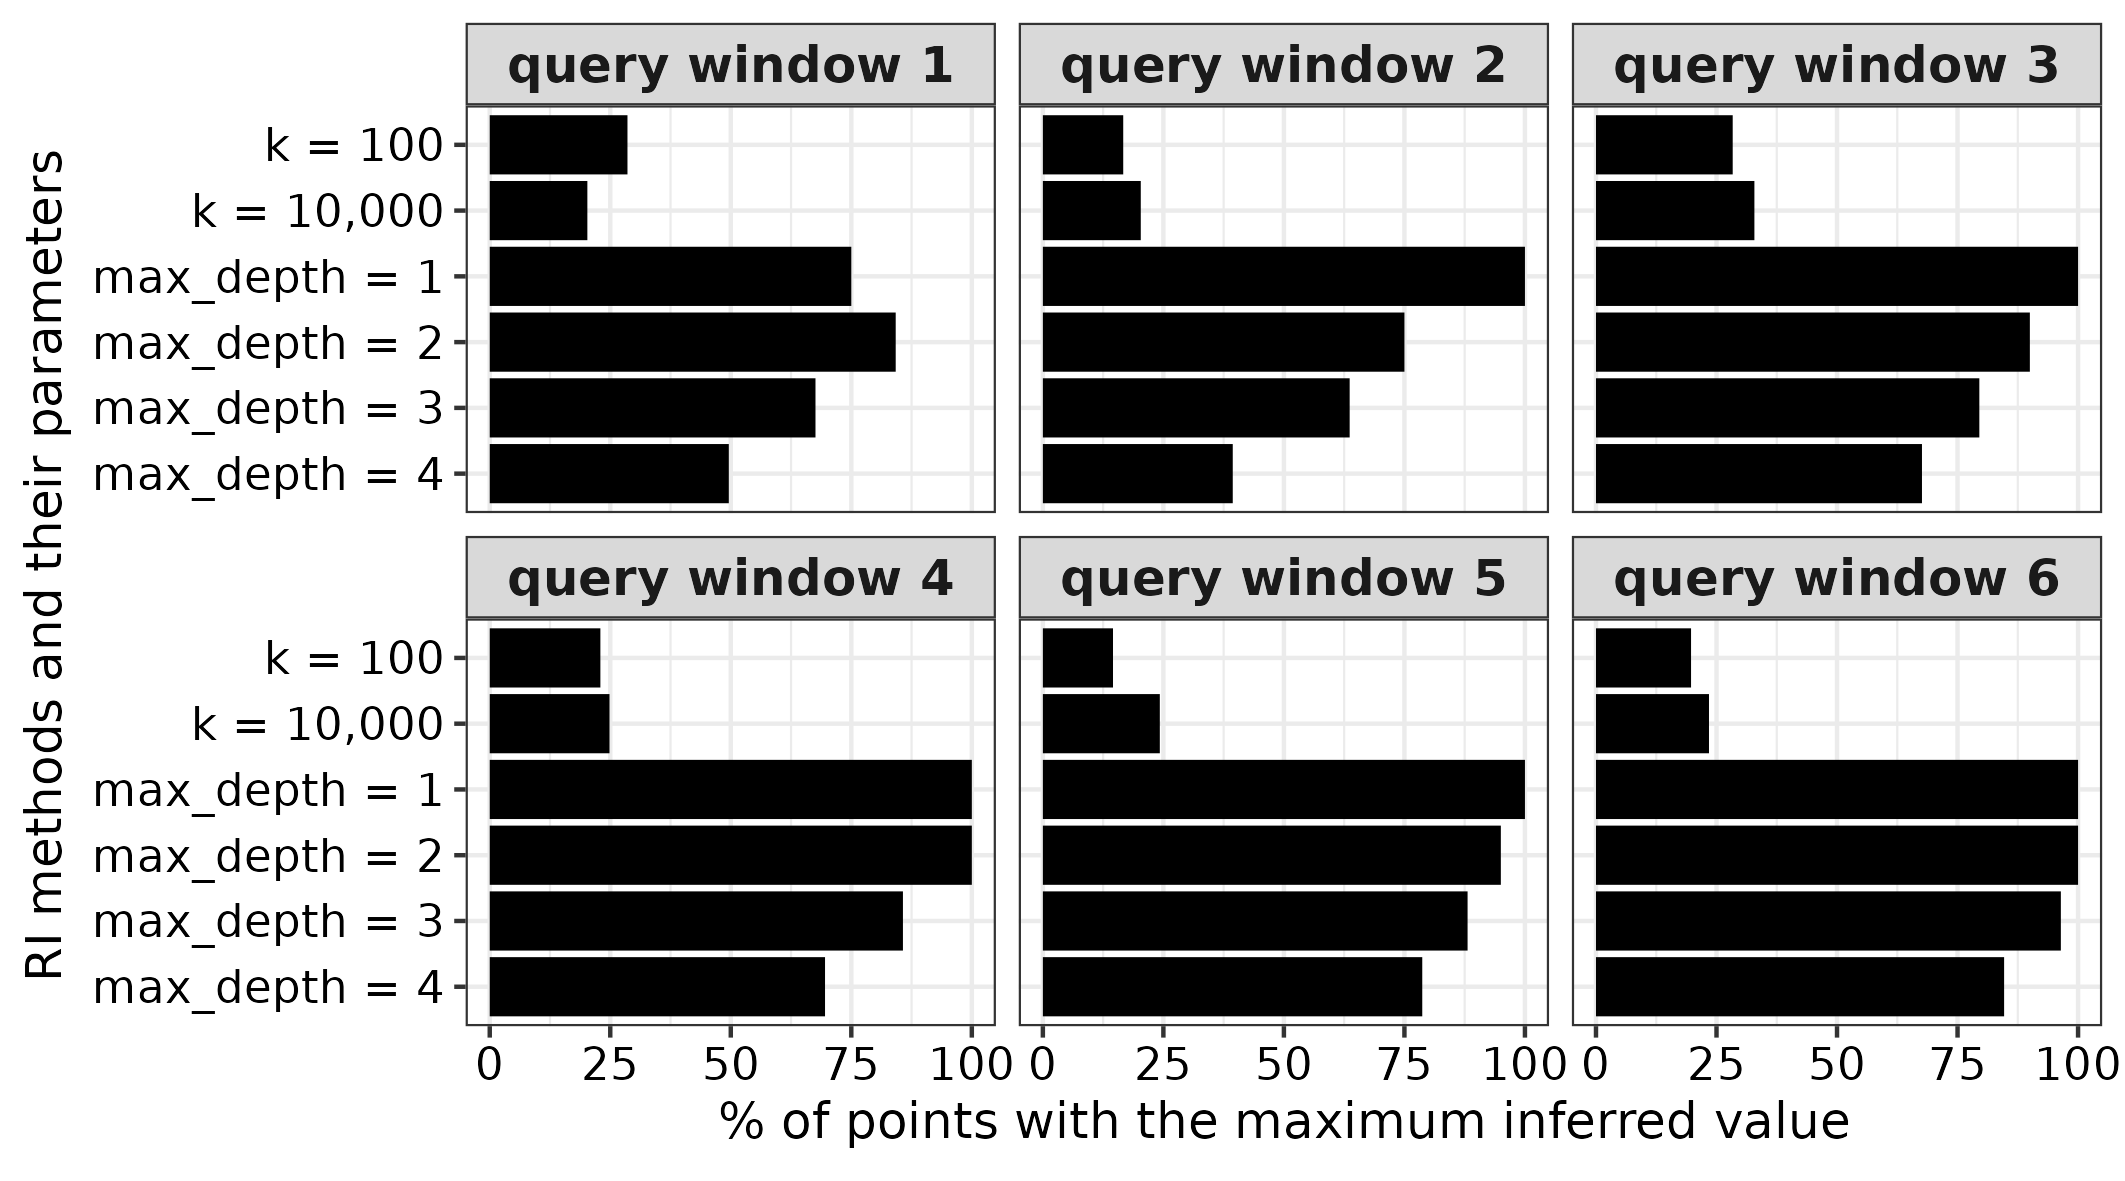 query window 1
query window 2
query window 3
RI methods and their parameters
k = 100
k = 10,000
max_depth = 1
max_depth = 2
max_depth = 3
max_depth = 4
query window 4
query window 5
query window 6
k = 100
k = 10,000
max_depth = 1
max_depth = 2
max_depth = 3
max_depth = 4
0 25 50 75 100
0 25 50 75 100
0 25 50 75 100
% of points with the maximum inferred value